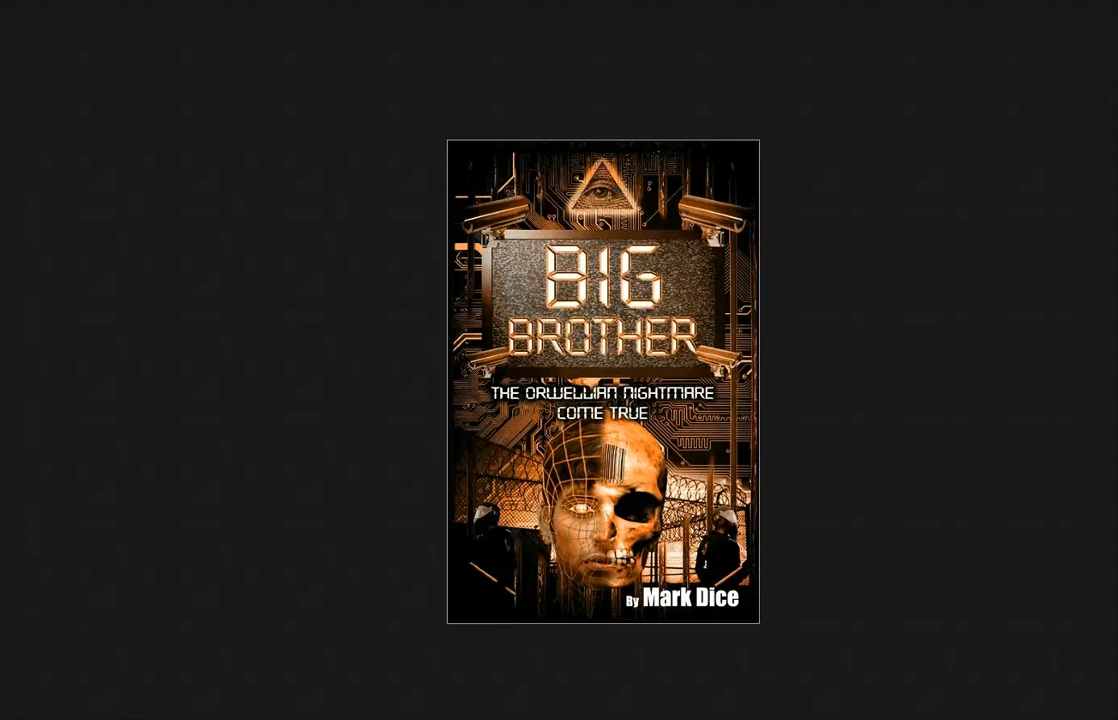 BIG
BROTHER
THE ORWELLIAN NIGHTMARE
COME TRUE
By Mark Dice